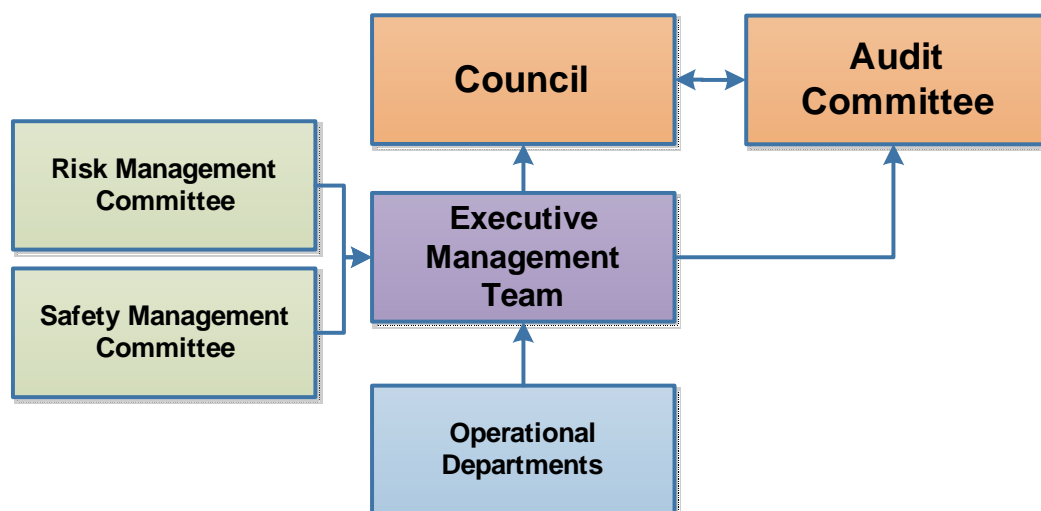 Council
Audit
Committee
Risk Management
Committee
Executive
Management
Team
Safety Management
Committee
Operational
Departments